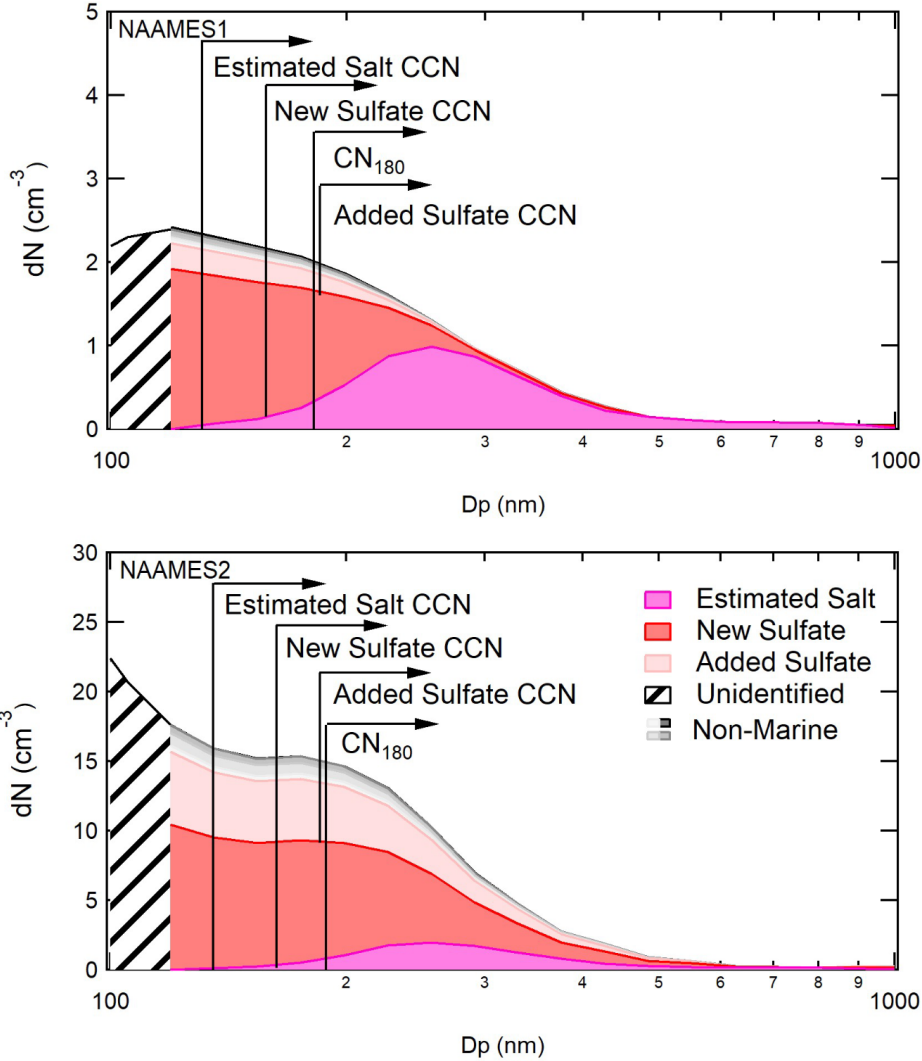 5
NAAMES1
Estimated Salt CCN
4
New Sulfate CCN
3
CN180
Added Sulfate CCN
dN (cm-3)
2
1
0
100
2
3
4
5
6
7
8
9
1000
Dp (nm)
30
NAAMES2
Estimated Salt CCN
Estimated Salt
25
New Sulfate CCN
New Sulfate
Added Sulfate CCN
Added Sulfate
20
Unidentified
CN180
Non-Marine
dN (cm-3)
15
10
5
0
100
2
3
4
5
6
7
8
9
1000
Dp (nm)